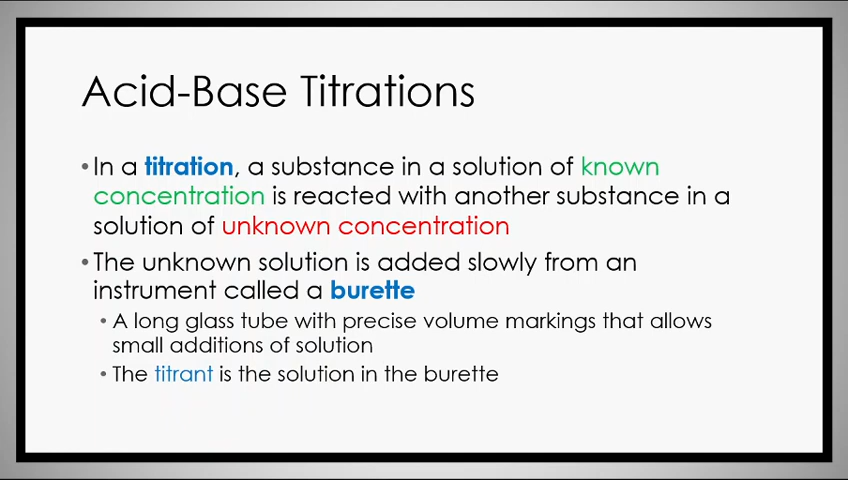 Acid-Base Titrations
•In a titration, a substance in a solution of known
concentration is reacted with another substance in a
solution of unknown concentration
•The unknown solution is added slowly from an
instrument called a burette
• A long glass tube with precise volume markings that allows
small additions of solution
• The titrant is the solution in the burette